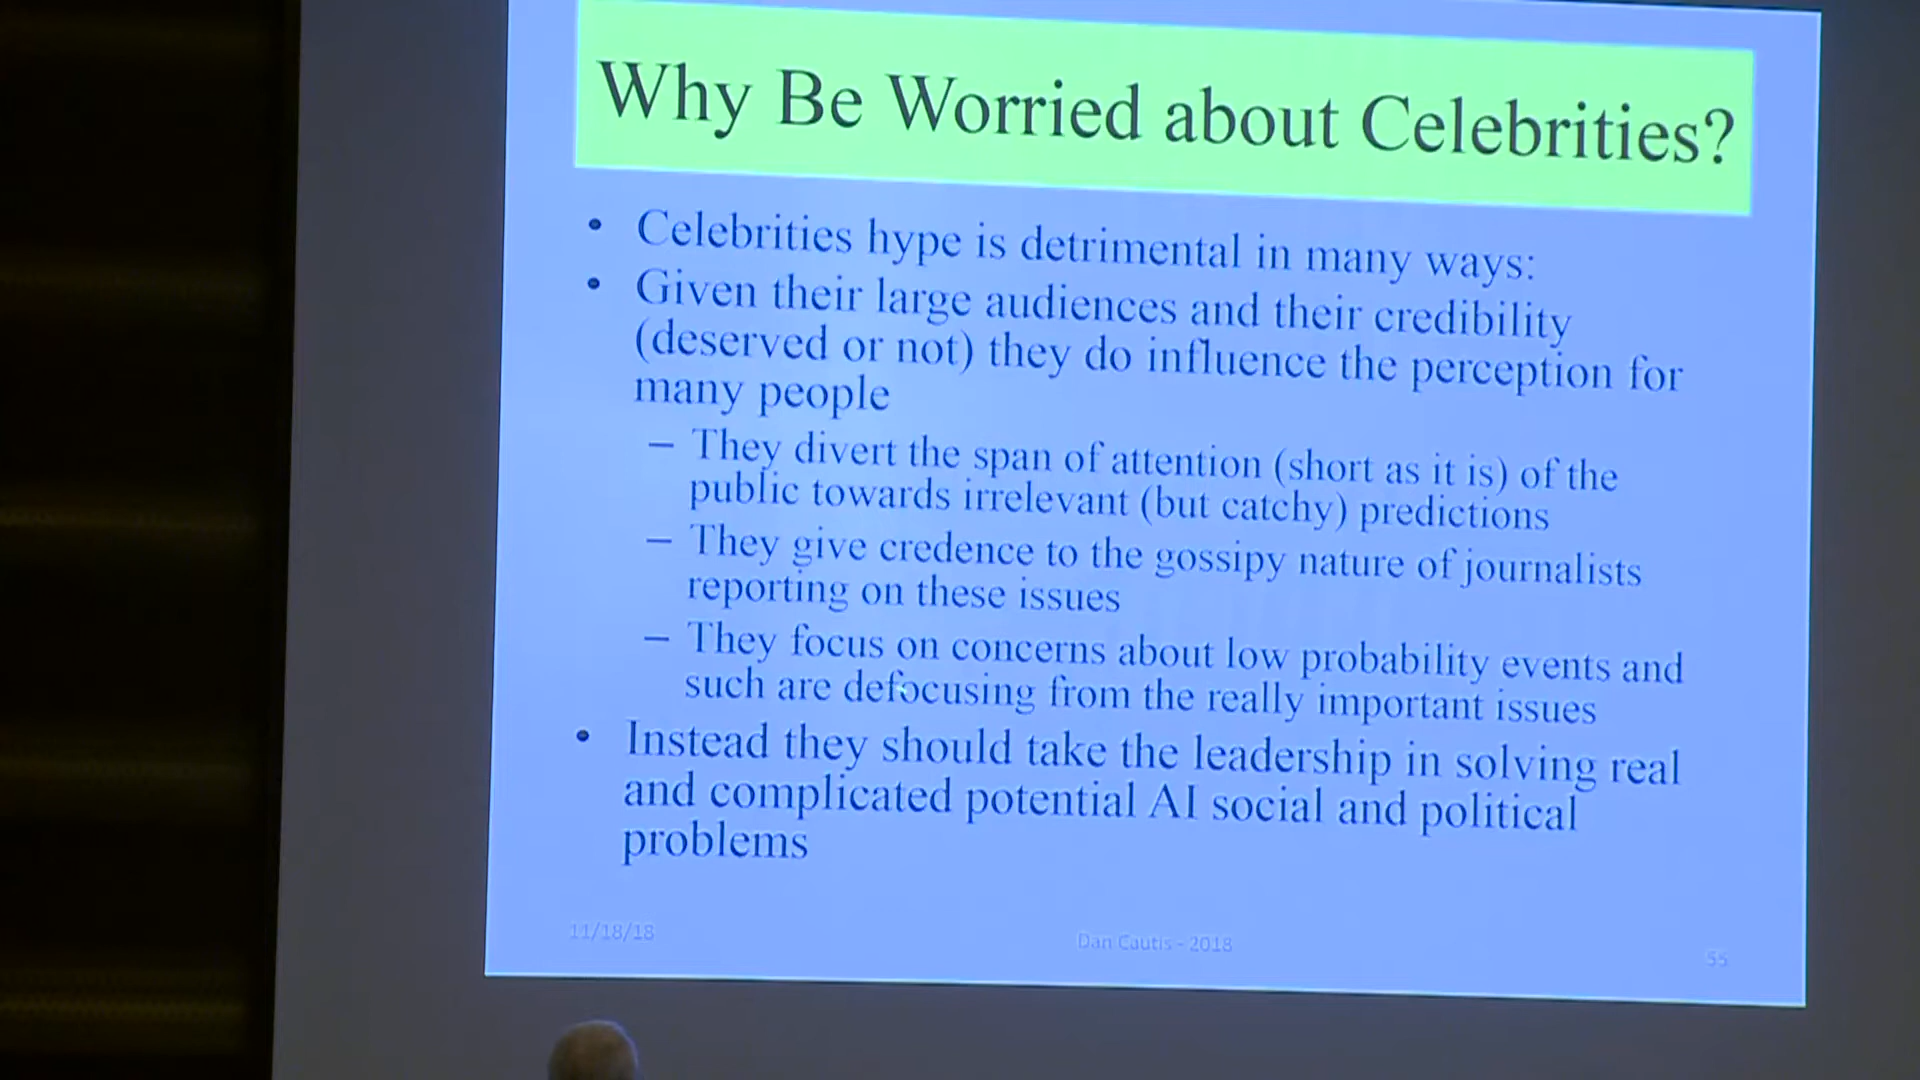 Why Be Worried about Celebrities?
• Celebrities hype is detrimental in many ways:
• Given their large audiences and their credibility
(deserved or not) they do influence the perception for
many people
– They divert the span of attention (short as it is) of the
public towards irrelevant (but catchy) predictions
– They give credence to the gossipy nature of journalists
reporting on these issues
– They focus on concerns about low probability events and
such are defocusing from the really important issues
• Instead they should take the leadership in solving real
and complicated potential AI social and political
problems
11/18/18
Dan Cautis - 2018
55